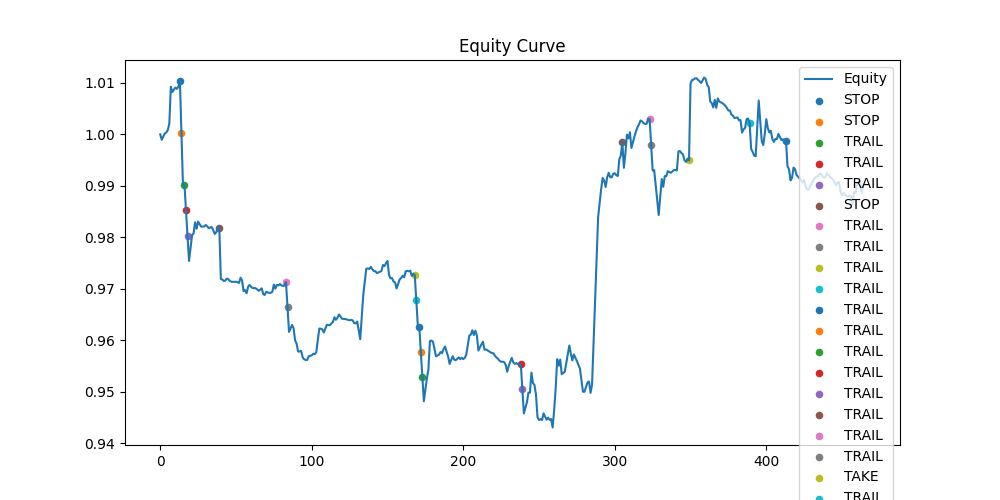 Equity Curve
1.01
1.00
0.99
0.98
0.97
0.96
0.95
0.94
0
100
200
300
400
Equity
STOP
STOP
TRAIL
TRAIL
TRAIL
STOP
TRAIL
TRAIL
TRAIL
TRAIL
TRAIL
TRAIL
TRAIL
TRAIL
TRAIL
TRAIL
TRAIL
TRAIL
TAKE
TRAIL